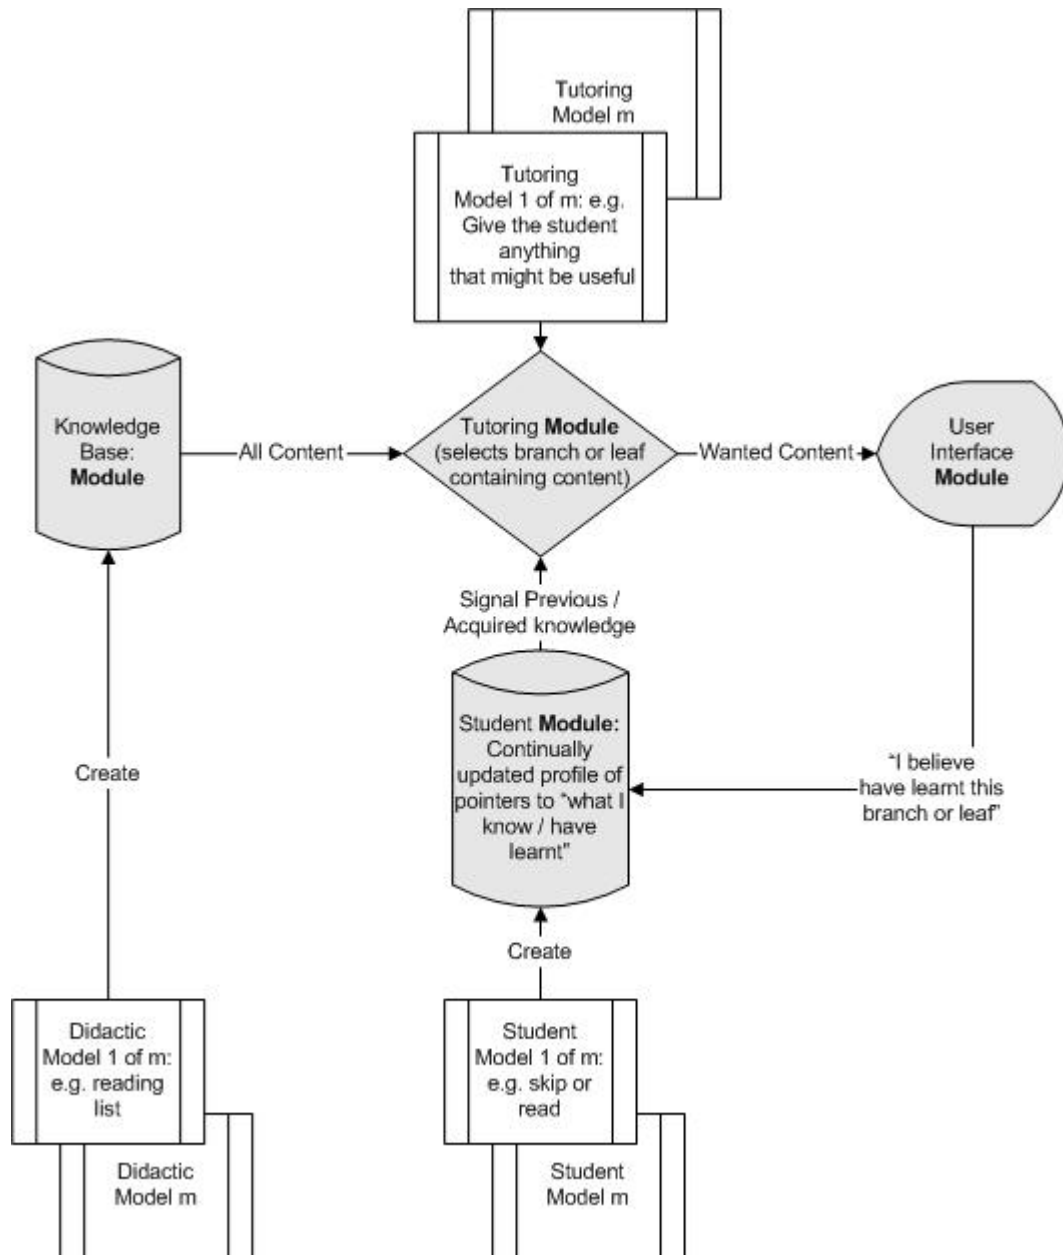 Tutoring
Model m
Tutoring
Model 1 of m: e.g.
Give the student
anything
that might be useful
Knowledge
Base:
Module
All Content
Tutoring Module
(selects branch or leaf
containing content)
Wanted Content
User
Interface
Module
Signal Previous /
Acquired knowledge
Student Module:
Continually
updated profile of
pointers to “what I
know / have
learnt”
“I believe
have learnt this
branch or leaf”
Create
Create
Didactic
Model 1 of m:
e.g. reading
list
Didactic
Model m
Student
Model 1 of m:
e.g. skip or
read
Student
Model m